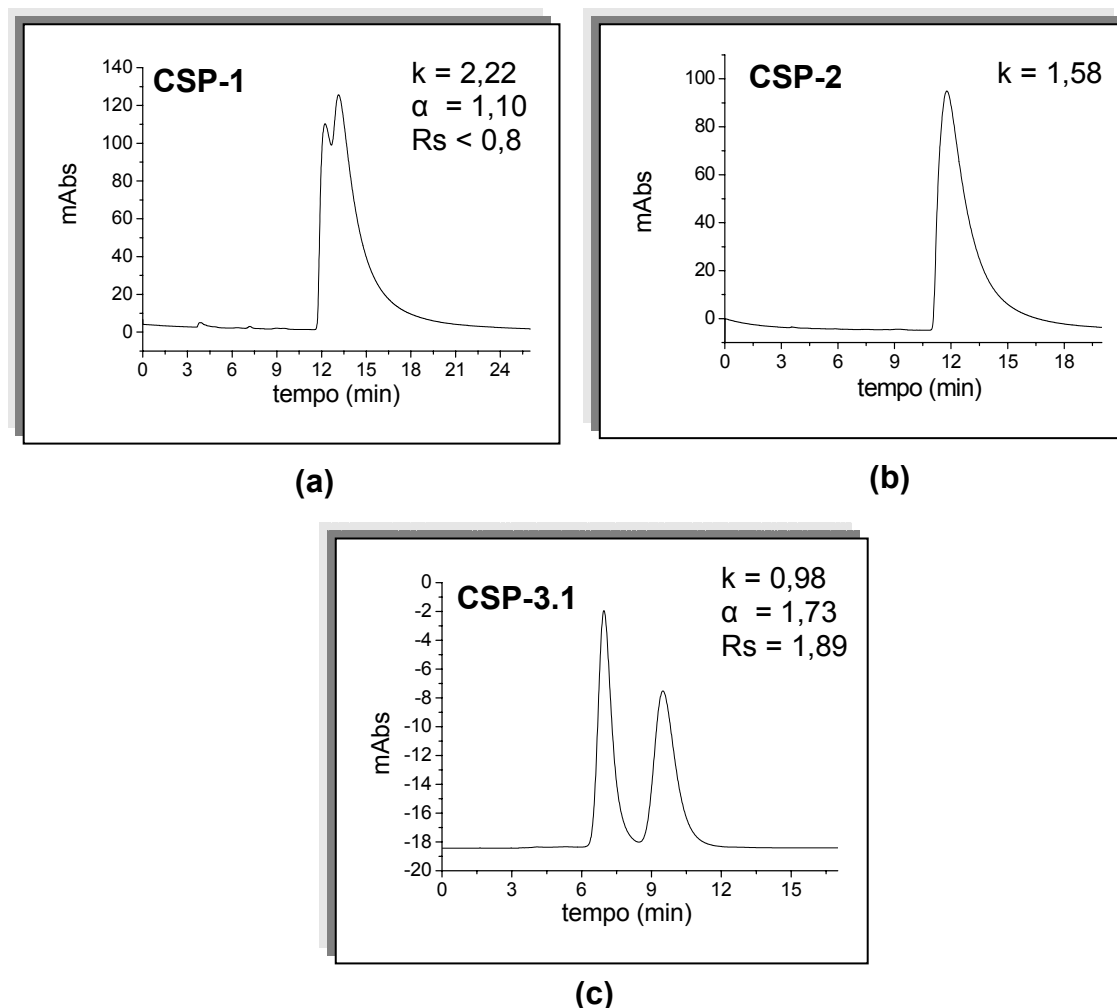 CSP-1
k = 2,22
α = 1,10
Rs < 0,8
140
120
100
80
60
40
20
0
mAbs
0 3 6 9 12 15 18 21 24
tempo (min)
(a)
CSP-2
k = 1,58
100
80
60
40
20
0
mAbs
0 3 6 9 12 15 18
tempo (min)
(b)
CSP-3.1
k = 0,98
α = 1,73
Rs = 1,89
0
-2
-4
-6
-8
-10
-12
-14
-16
-18
-20
mAbs
0 3 6 9 12 15
tempo (min)
(c)